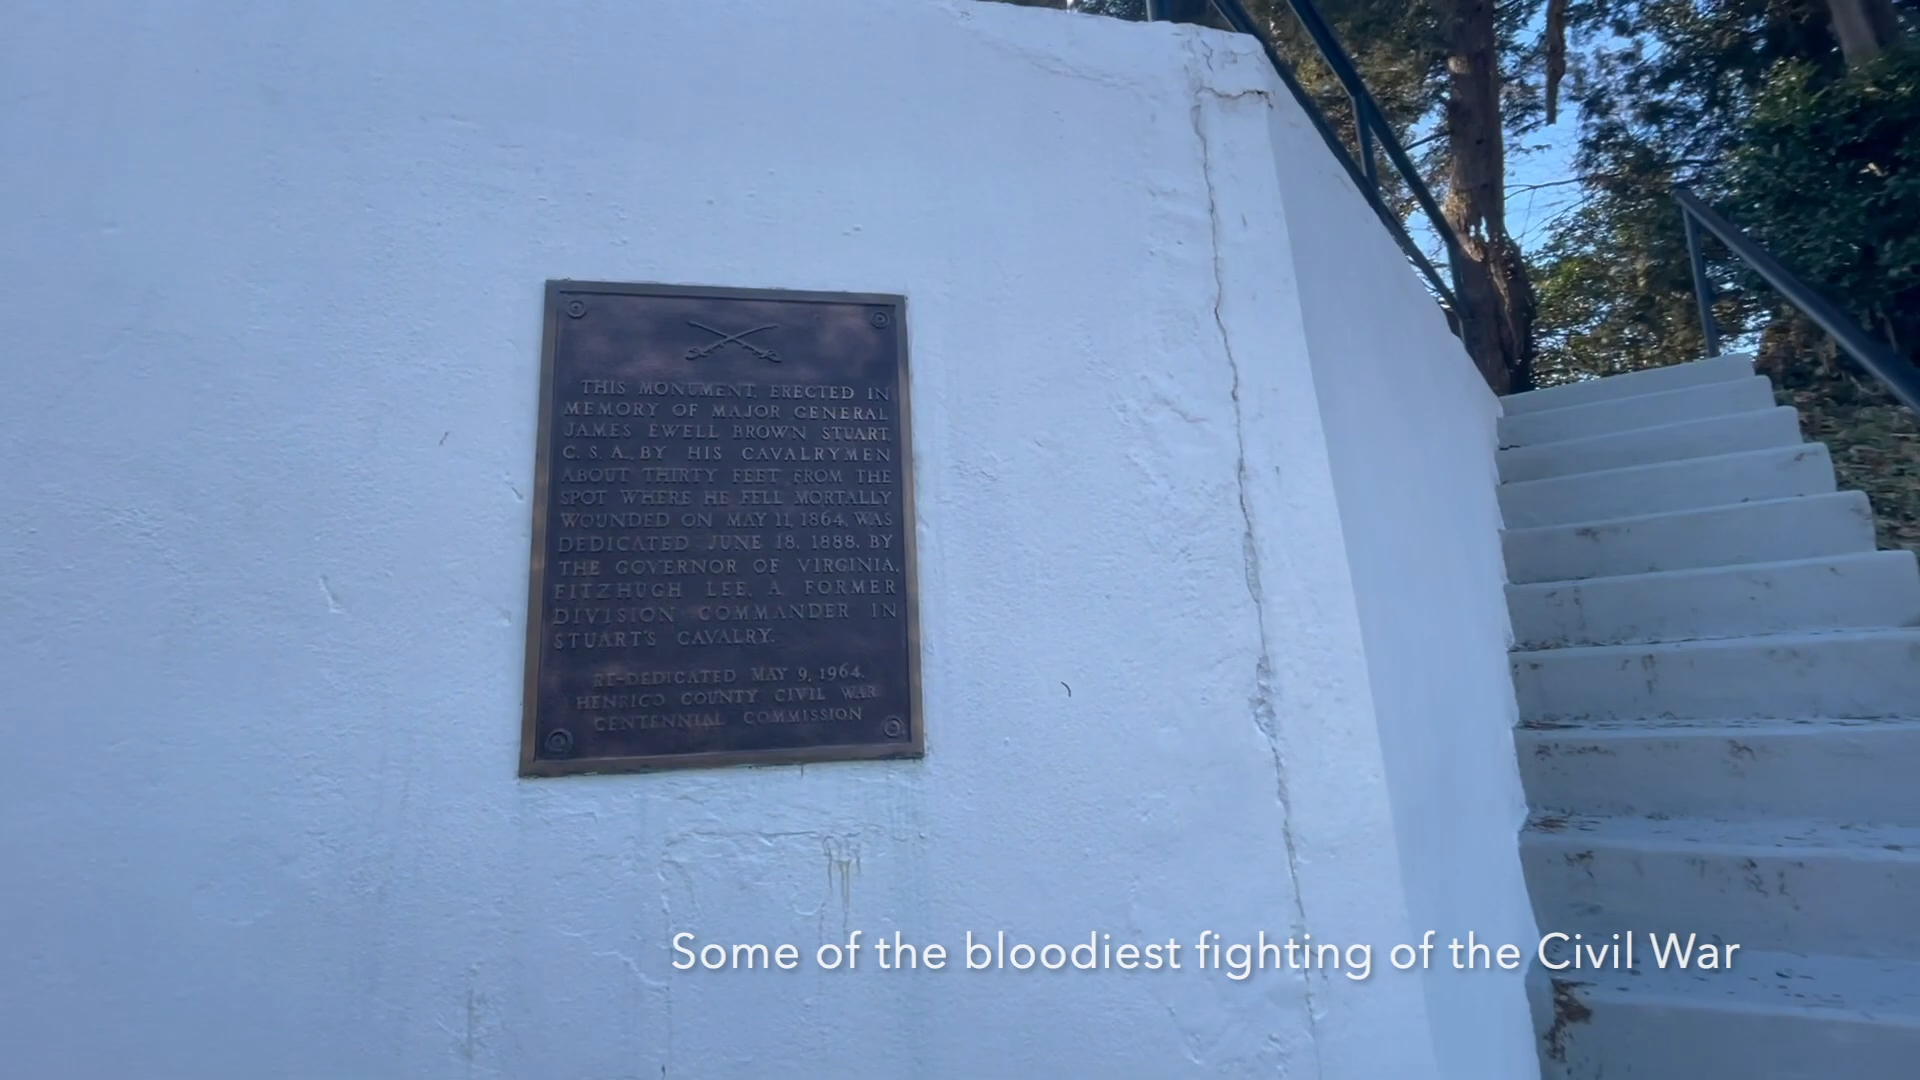 THIS MONUMENT, ERECTED IN
MEMORY OF MAJOR GENERAL
JAMES EWELL BROWN STUART,
C. S. A., BY HIS CAVALRYMEN
ABOUT THIRTY FEET FROM THE
SPOT WHERE HE FELL MORTALLY
WOUNDED ON MAY 11, 1864, WAS
DEDICATED JUNE 18, 1888, BY
THE GOVERNOR OF VIRGINIA,
FITZHUGH LEE, A FORMER
DIVISION COMMANDER IN
STUART'S CAVALRY.
RE-DEDICATED MAY 9, 1964.
HENRICO COUNTY CIVIL WAR
CENTENNIAL COMMISSION
Some of the bloodiest fighting of the Civil War